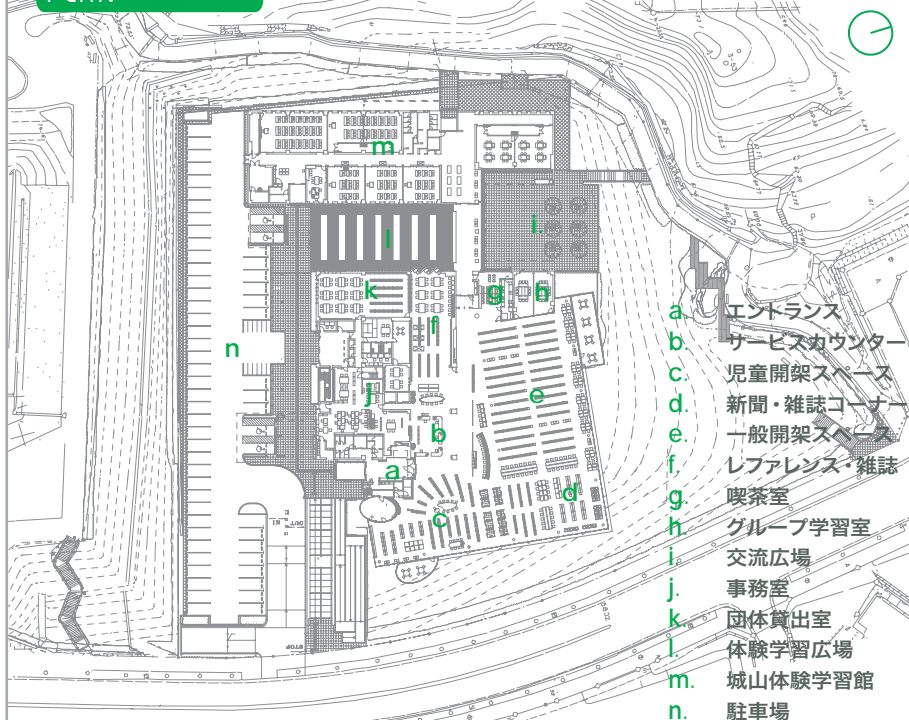 m
l
i.
k
g
h
f
n
j
e
b
a
d
c
a. エントランス
b. サービスカウンター
c. 児童開架スペース
d. 新聞・雑誌コーナー
e. 一般開架スペース
f. レファレンス・雑誌
g. 喫茶室
h. グループ学習室
i. 交流広場
j. 事務室
k. 団体貸出室
l. 体験学習広場
m. 城山体験学習館
n. 駐車場
STOP